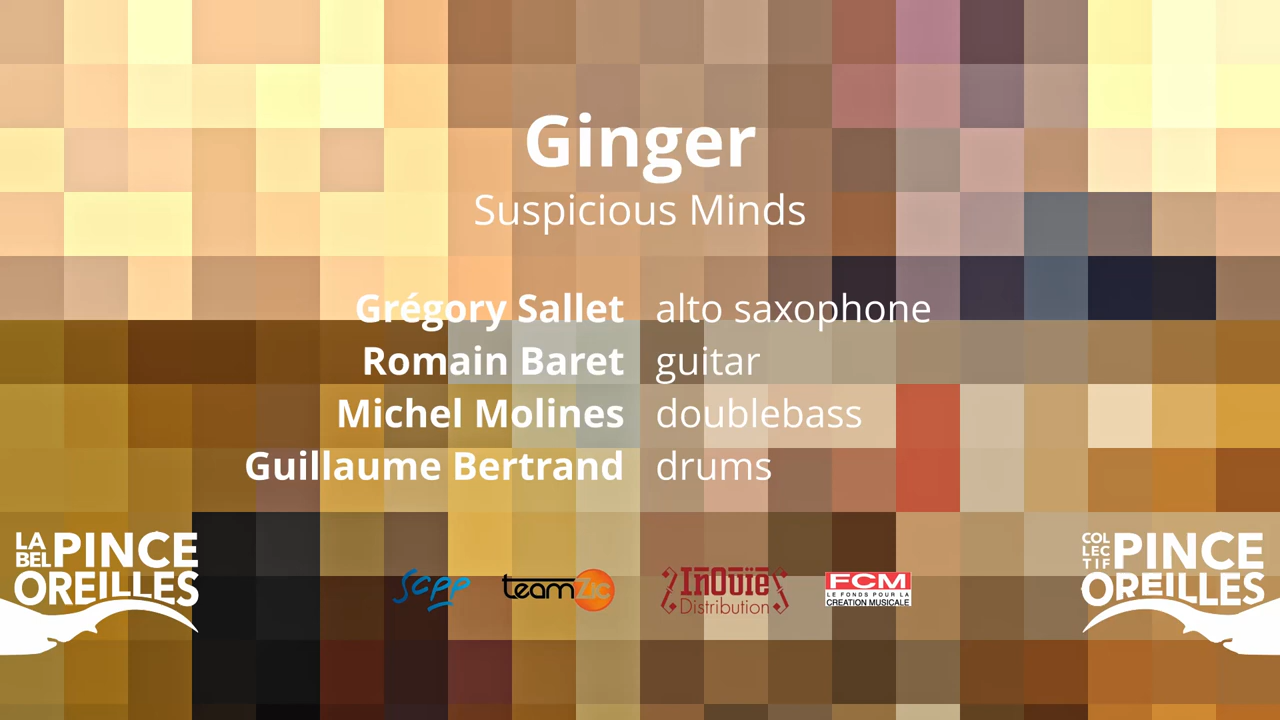 Ginger
Suspicious Minds
Grégory Sallet alto saxophone
Romain Baret guitar
Michel Molines doublebass
Guillaume Bertrand drums
LA BEL PINCE
OREILLES
scpp
teamZic
InOuïe
Distribution
FCM
LE FONDS POUR LA
CREATION MUSICALE
COL LEC TIF PINCE
OREILLES